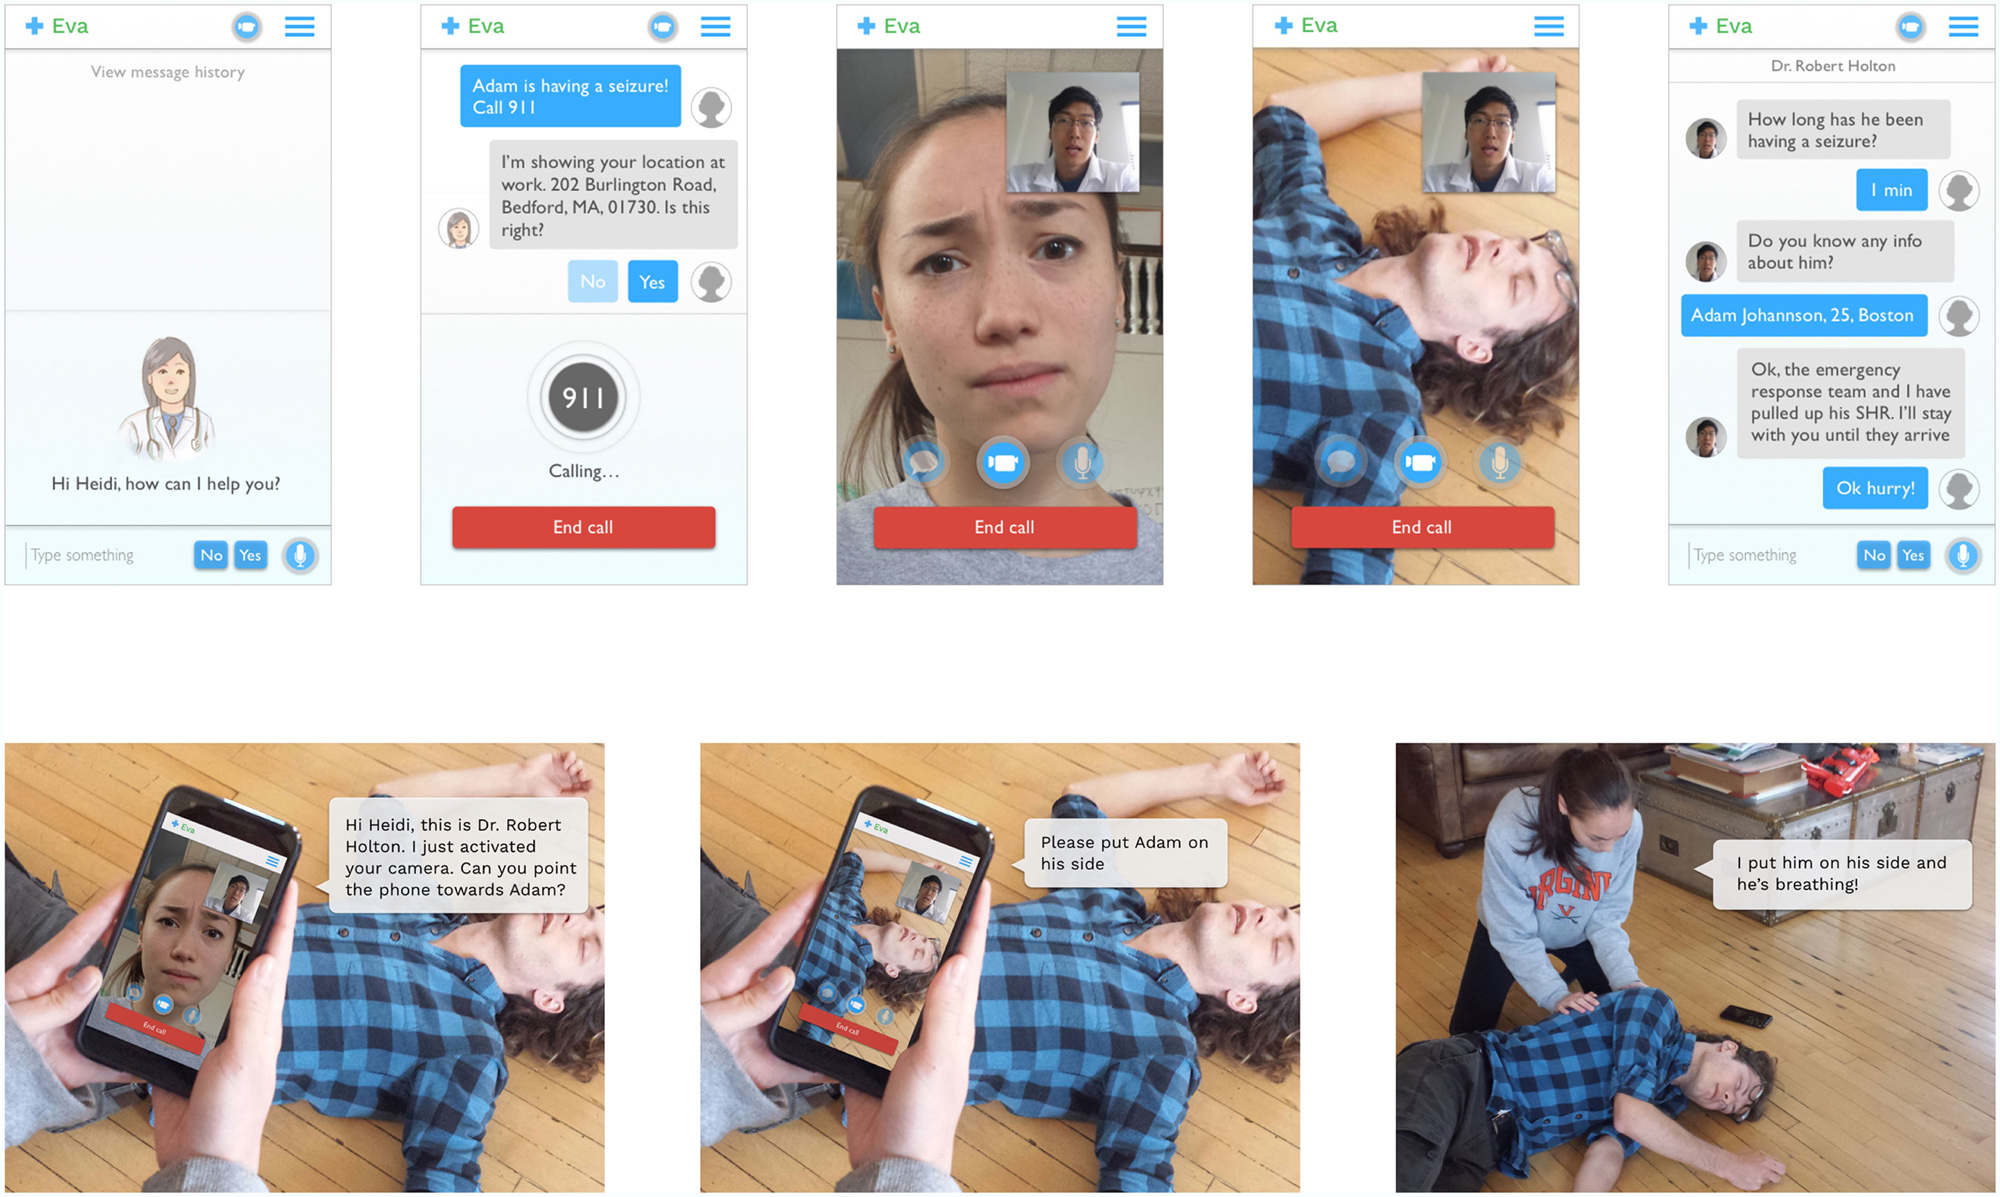 Eva
View message history
Hi Heidi, how can I help you?
Type something
No
Yes
Eva
Adam is having a seizure!
Call 911
I'm showing your location at
work. 202 Burlington Road,
Bedford, MA, 01730. Is this
right?
No
Yes
911
Calling...
End call
Eva
End call
Eva
End call
Eva
Dr. Robert Holton
How long has he been
having a seizure?
1 min
Do you know any info
about him?
Adam Johannson, 25, Boston
Ok, the emergency
response team and I have
pulled up his SHR. I'll stay
with you until they arrive
Ok hurry!
Type something
No
Yes
Eva
End call
Hi Heidi, this is Dr. Robert
Holton. I just activated
your camera. Can you point
the phone towards Adam?
Eva
End call
Please put Adam on
his side
I put him on his side and
he's breathing!